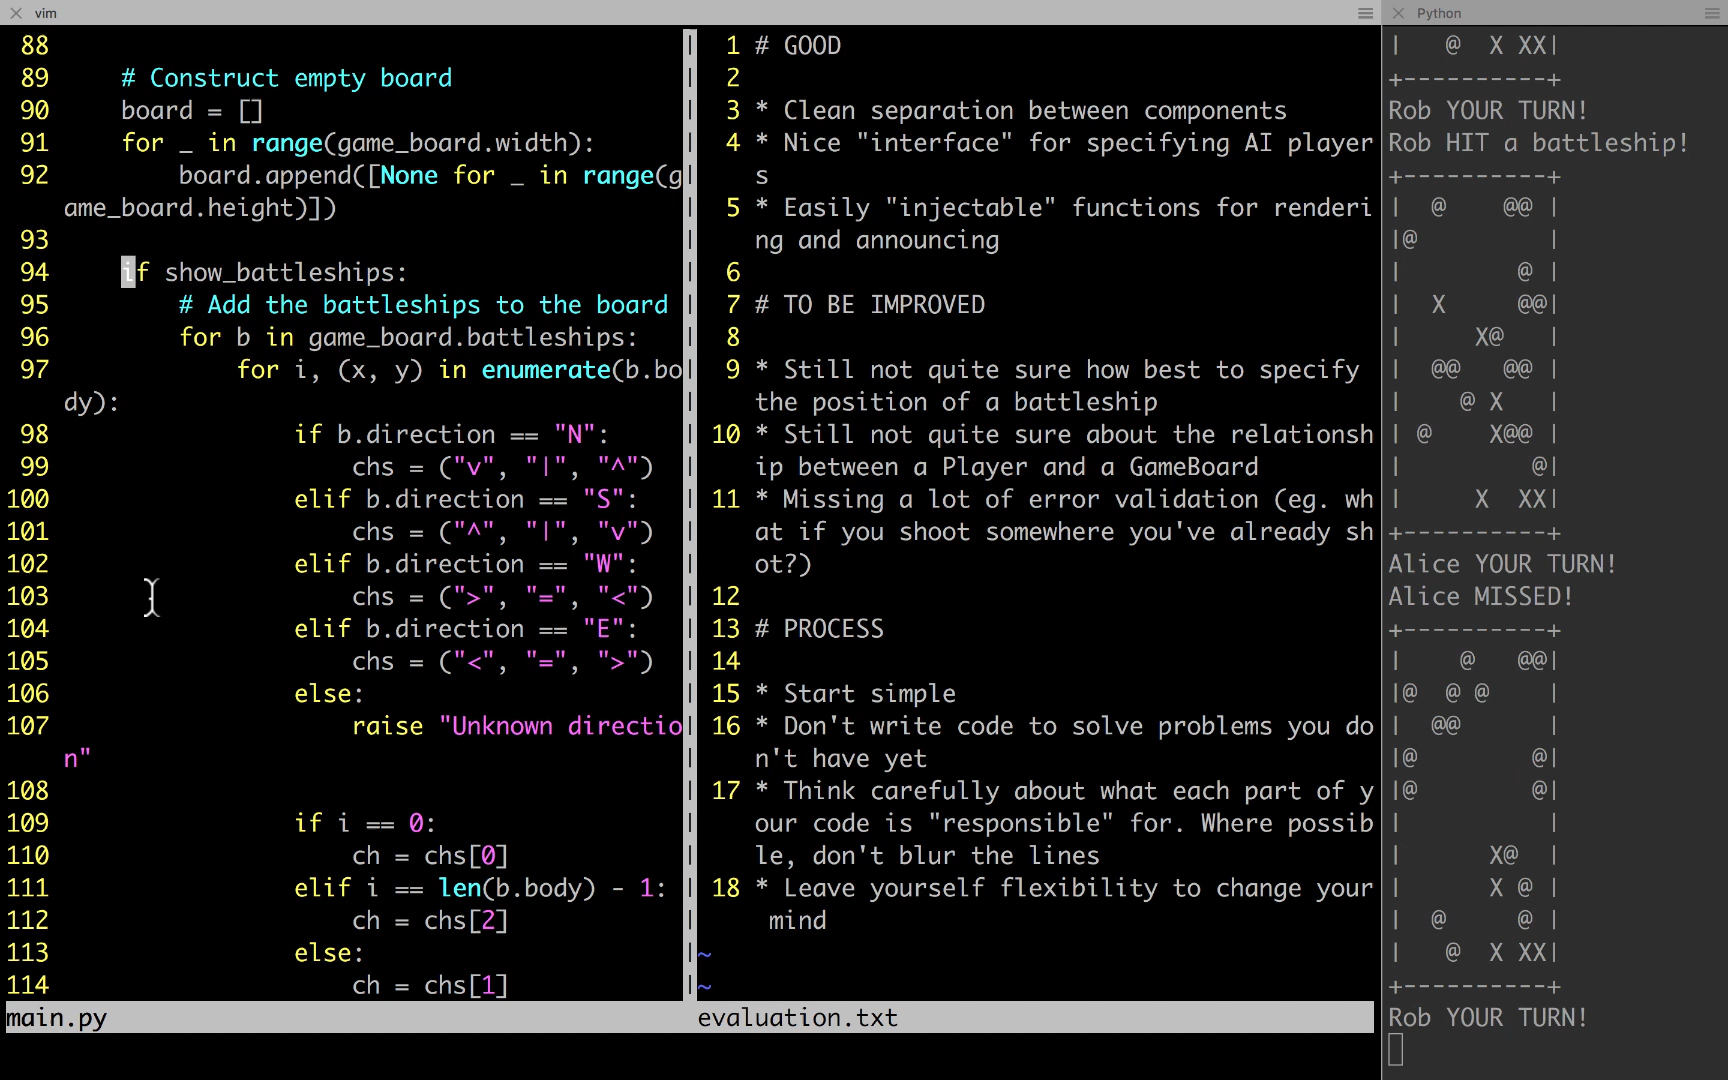 vim
88
89     # Construct empty board
90     board = []
91     for _ in range(game_board.width):
92         board.append([None for _ in range(g
ame_board.height)])
93
94     if show_battleships:
95         # Add the battleships to the board
96         for b in game_board.battleships:
97             for i, (x, y) in enumerate(b.bo
dy):
98                 if b.direction == "N":
99                     chs = ("v", "|", "^")
100                 elif b.direction == "S":
101                     chs = ("^", "|", "v")
102                 elif b.direction == "W":
103                     chs = (">", "=", "<")
104                 elif b.direction == "E":
105                     chs = ("<", "=", ">")
106                 else:
107                     raise "Unknown directio
n"
108
109                 if i == 0:
110                     ch = chs[0]
111                 elif i == len(b.body) - 1:
112                     ch = chs[2]
113                 else:
114                     ch = chs[1]
main.py
1 # GOOD
2
3 * Clean separation between components
4 * Nice "interface" for specifying AI player
s
5 * Easily "injectable" functions for renderi
ng and announcing
6
7 # TO BE IMPROVED
8
9 * Still not quite sure how best to specify
the position of a battleship
10 * Still not quite sure about the relationsh
ip between a Player and a GameBoard
11 * Missing a lot of error validation (eg. wh
at if you shoot somewhere you've already sh
ot?)
12
13 # PROCESS
14
15 * Start simple
16 * Don't write code to solve problems you do
n't have yet
17 * Think carefully about what each part of y
our code is "responsible" for. Where possib
le, don't blur the lines
18 * Leave yourself flexibility to change your
mind
~
~
evaluation.txt
Python
|   @  X XX|
+----------+
Rob YOUR TURN!
Rob HIT a battleship!
+----------+
|  @    @@ |
|@         |
|        @ |
|  X     @@|
|     X@   |
|  @@   @@ |
|    @ X   |
| @    X@@ |
|         @|
|     X  XX|
+----------+
Alice YOUR TURN!
Alice MISSED!
+----------+
|    @   @@|
|@  @ @    |
|  @@      |
|@        @|
|@        @|
|          |
|      X@  |
|      X @ |
|  @     @ |
|   @  X XX|
+----------+
Rob YOUR TURN!